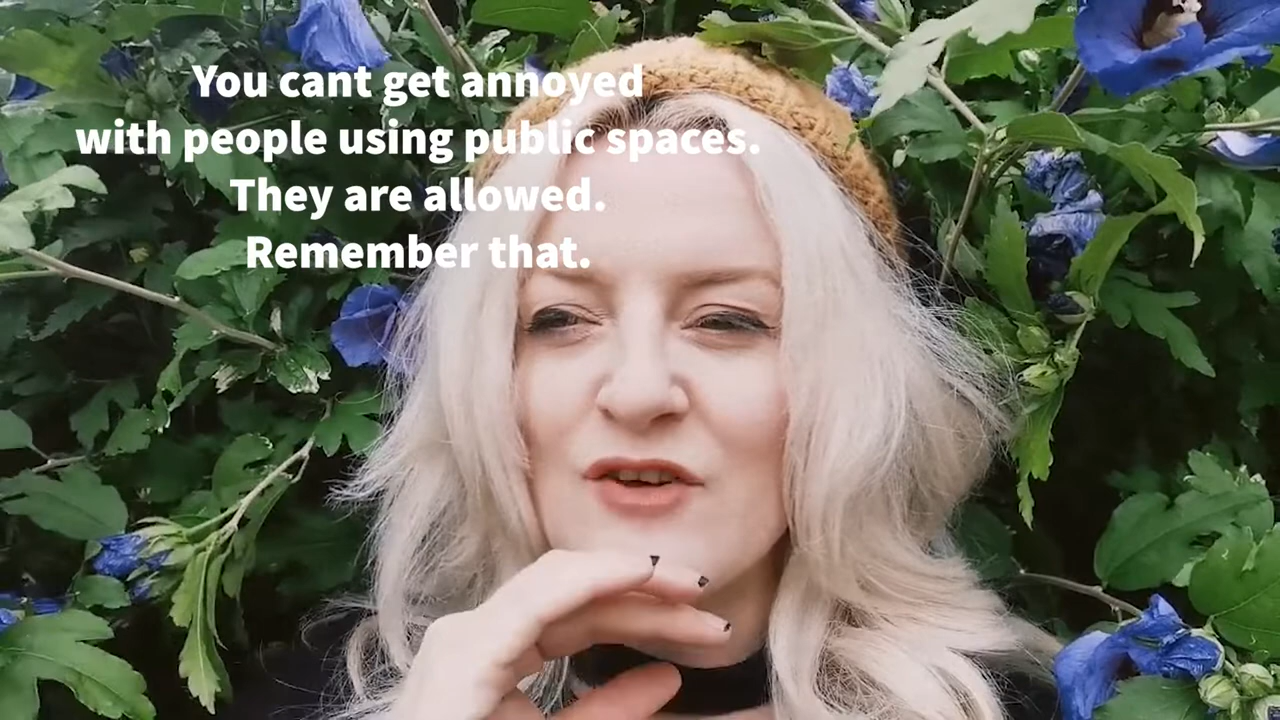 You cant get annoyed
with people using public spaces.
They are allowed.
Remember that.